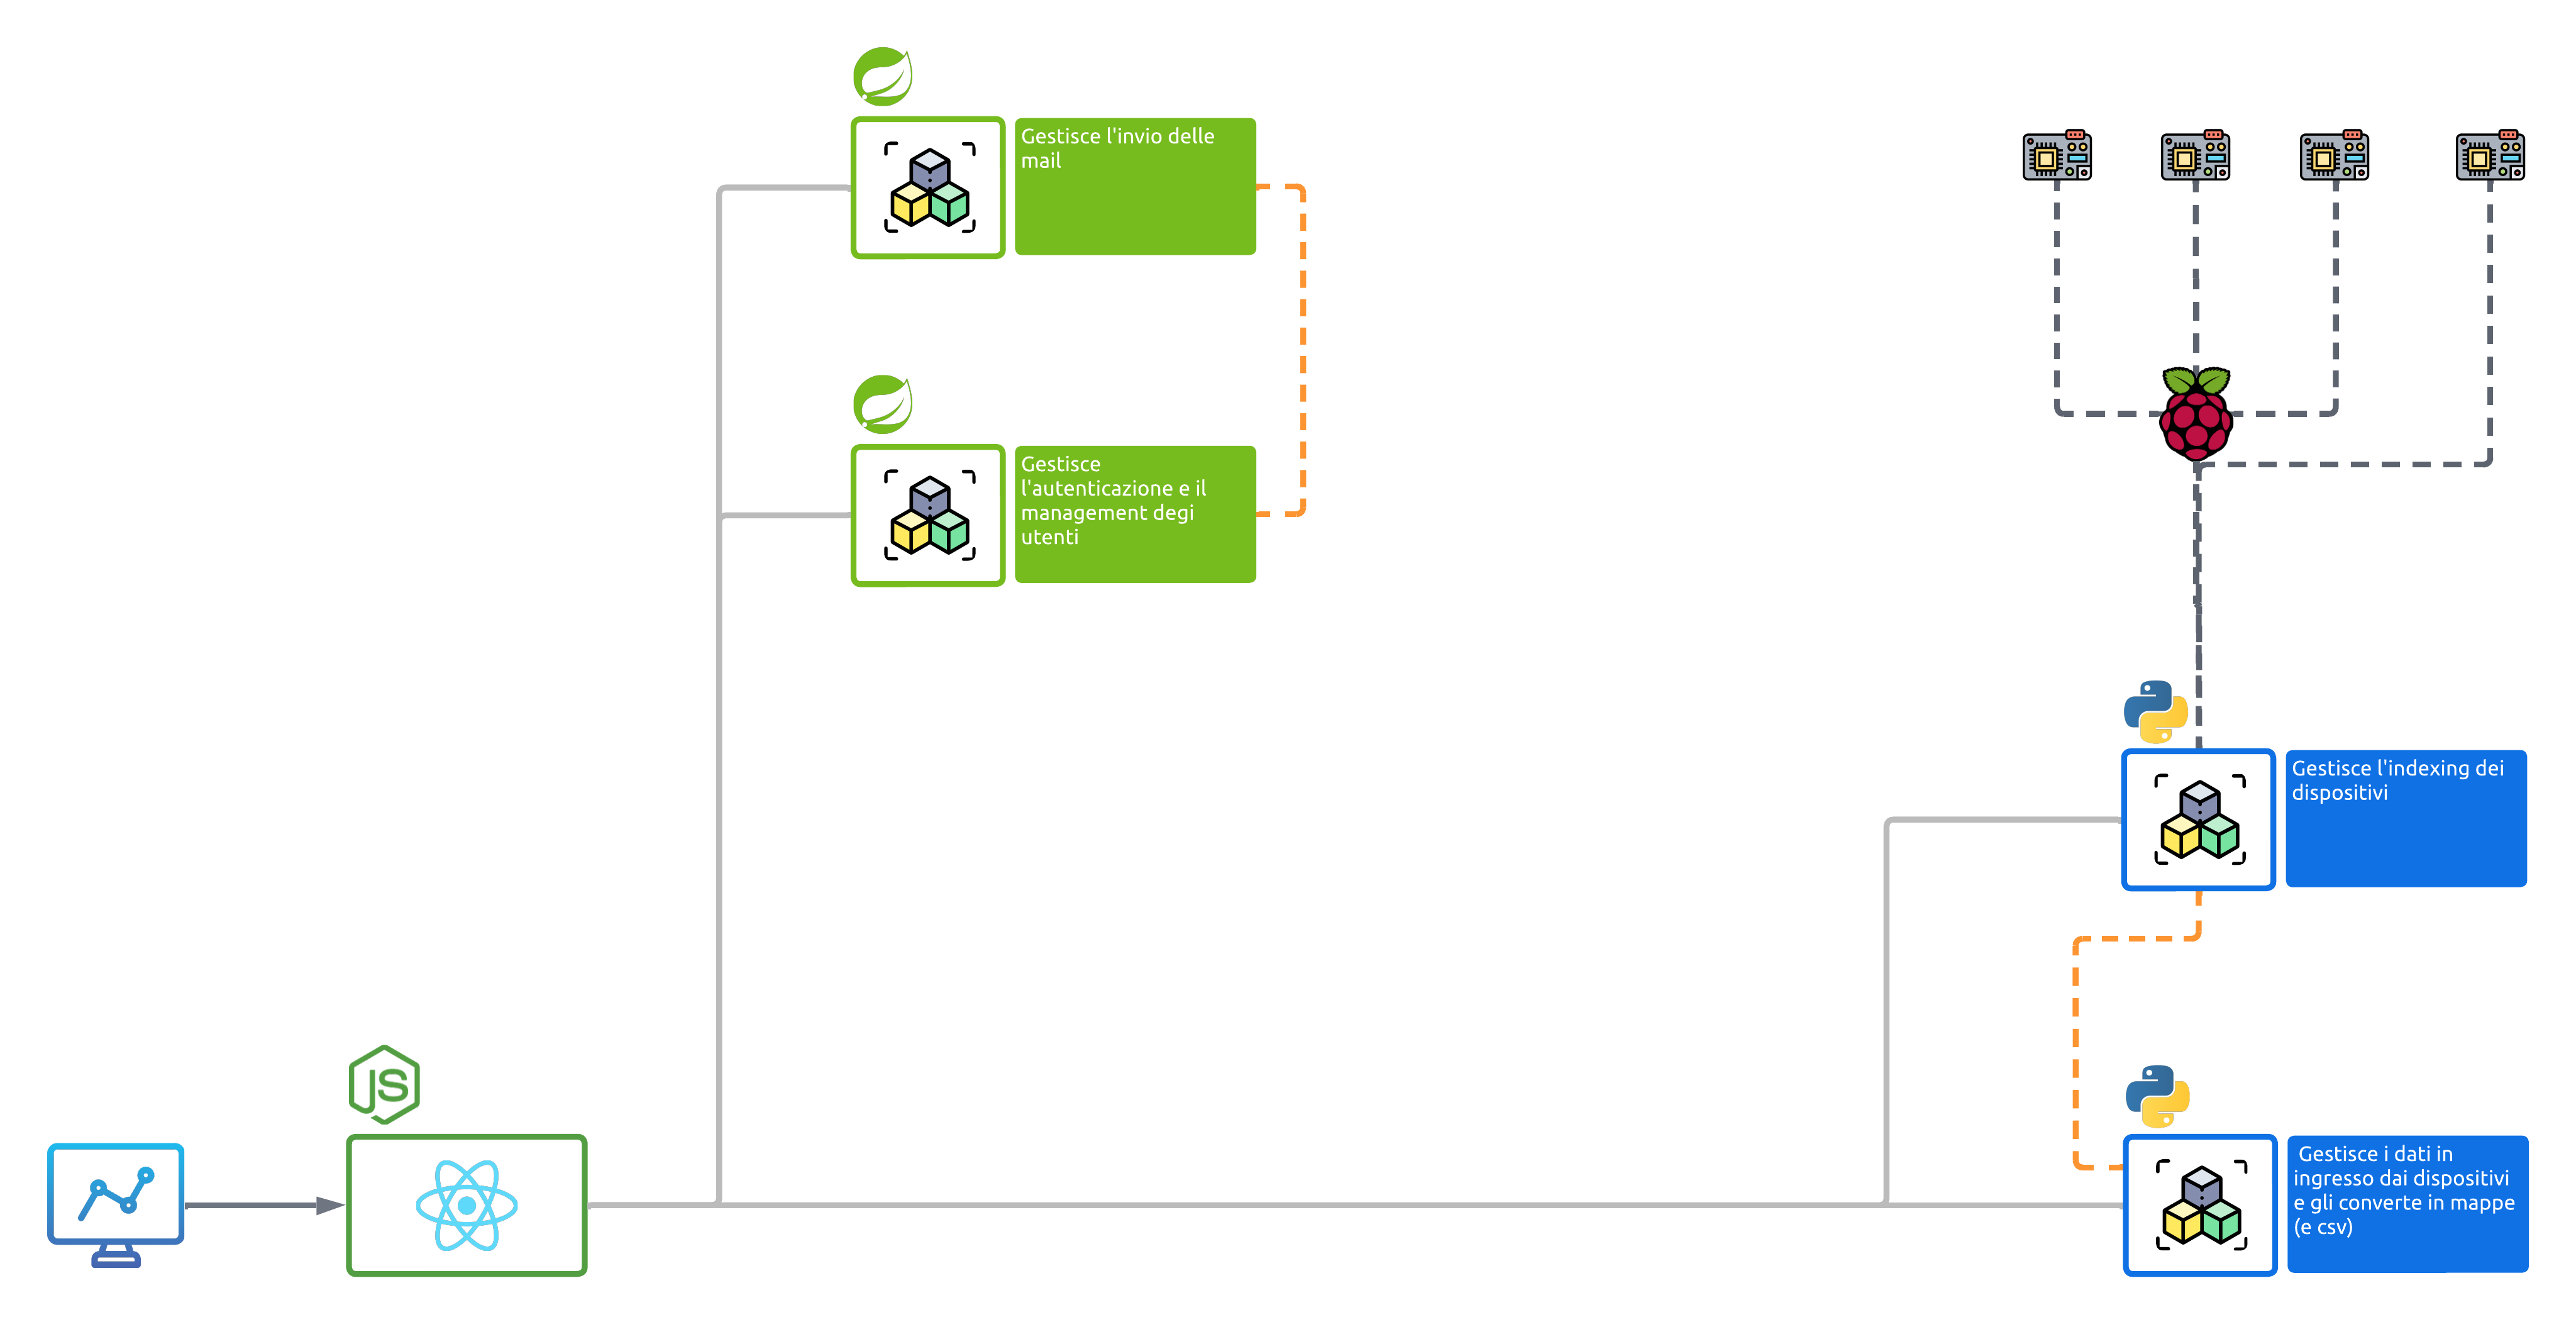 Gestisce l'invio delle
mail
Gestisce
l'autenticazione e il
management degi
utenti
Gestisce l'indexing dei
dispositivi
JS
Gestisce i dati in
ingresso dai dispositivi
e gli converte in mappe
(e csv)